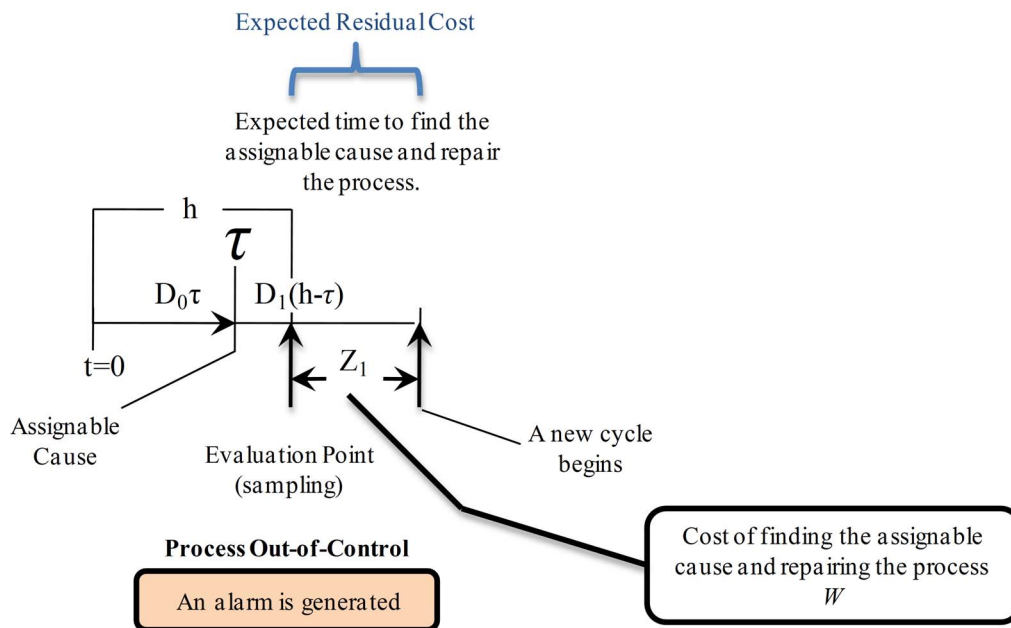 Expected Residual Cost
Expected time to find the
assignable cause and repair
the process.
h
τ
D₀τ
D₁(h-τ)
t=0
Z₁
Assignable
Cause
Evaluation Point
(sampling)
A new cycle
begins
Process Out-of-Control
An alarm is generated
Cost of finding the assignable
cause and repairing the process
W